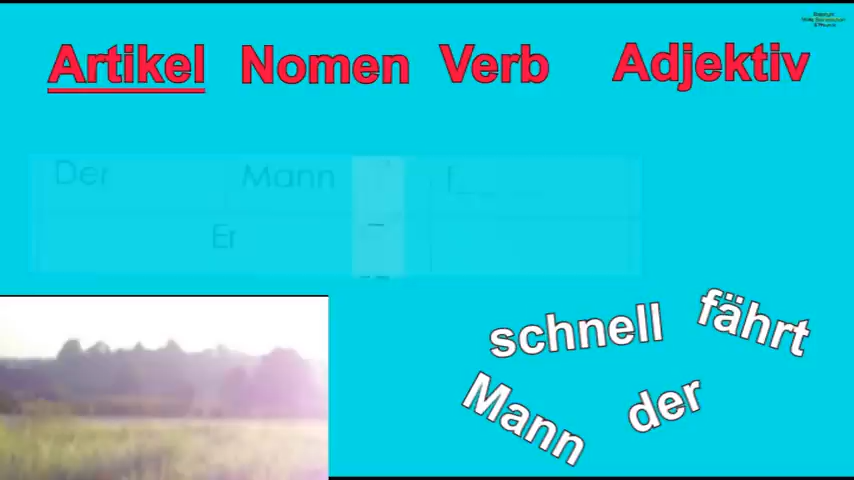 Artikel Nomen Verb Adjektiv
Der Mann f
Er
schnell fährt
Mann der